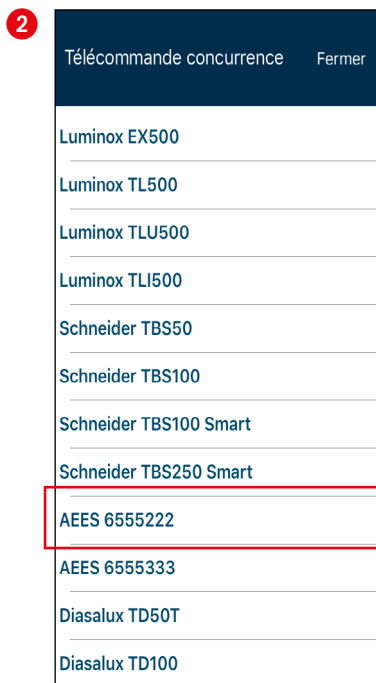 2
Télécommande concurrence Fermer
Luminox EX500
Luminox TL500
Luminox TLU500
Luminox TLI500
Schneider TBS50
Schneider TBS100
Schneider TBS100 Smart
Schneider TBS250 Smart
AEES 6555222
AEES 6555333
Diasalux TD50T
Diasalux TD100